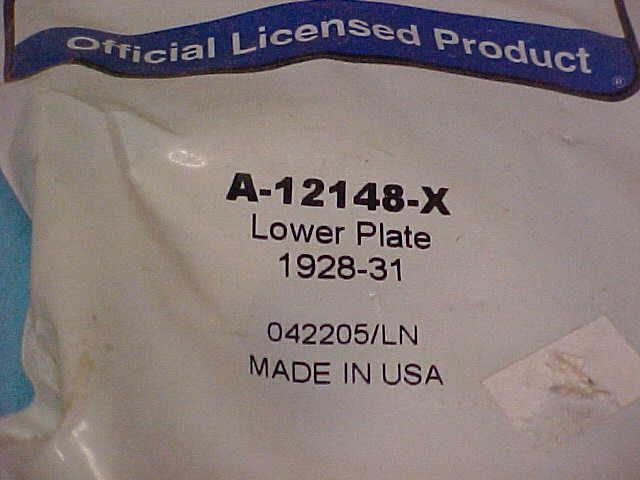 Official Licensed Product
®
A-12148-X
Lower Plate
1928-31
042205/LN
MADE IN USA